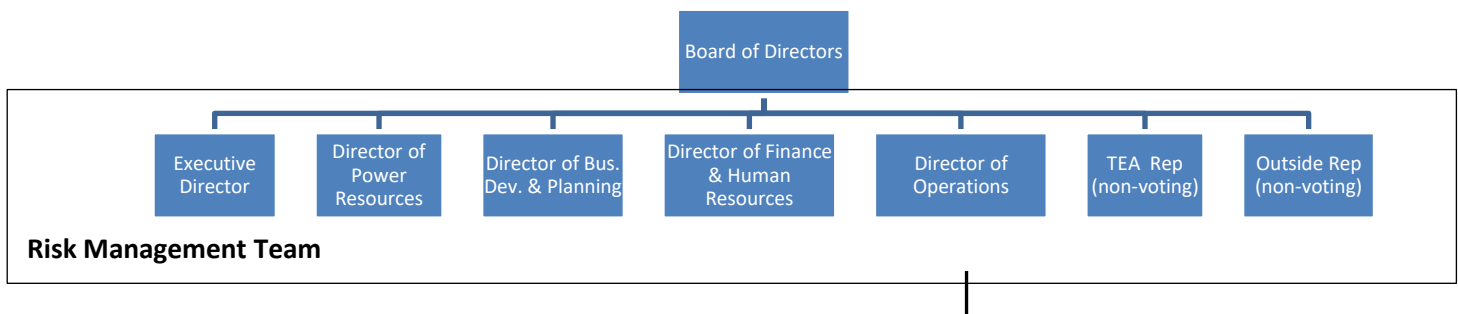 Board of Directors
Executive
Director
Director of
Power
Resources
Director of Bus.
Dev. & Planning
Director of Finance
& Human
Resources
Director of
Operations
TEA Rep
(non-voting)
Outside Rep
(non-voting)
Risk Management Team